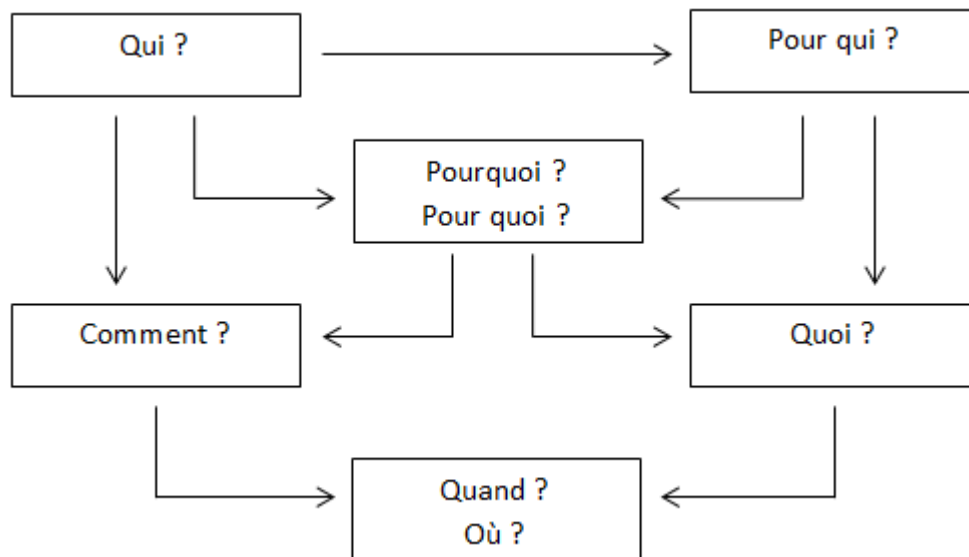 Qui ?
Pour qui ?
Pourquoi ?
Pour quoi ?
Comment ?
Quoi ?
Quand ?
Où ?